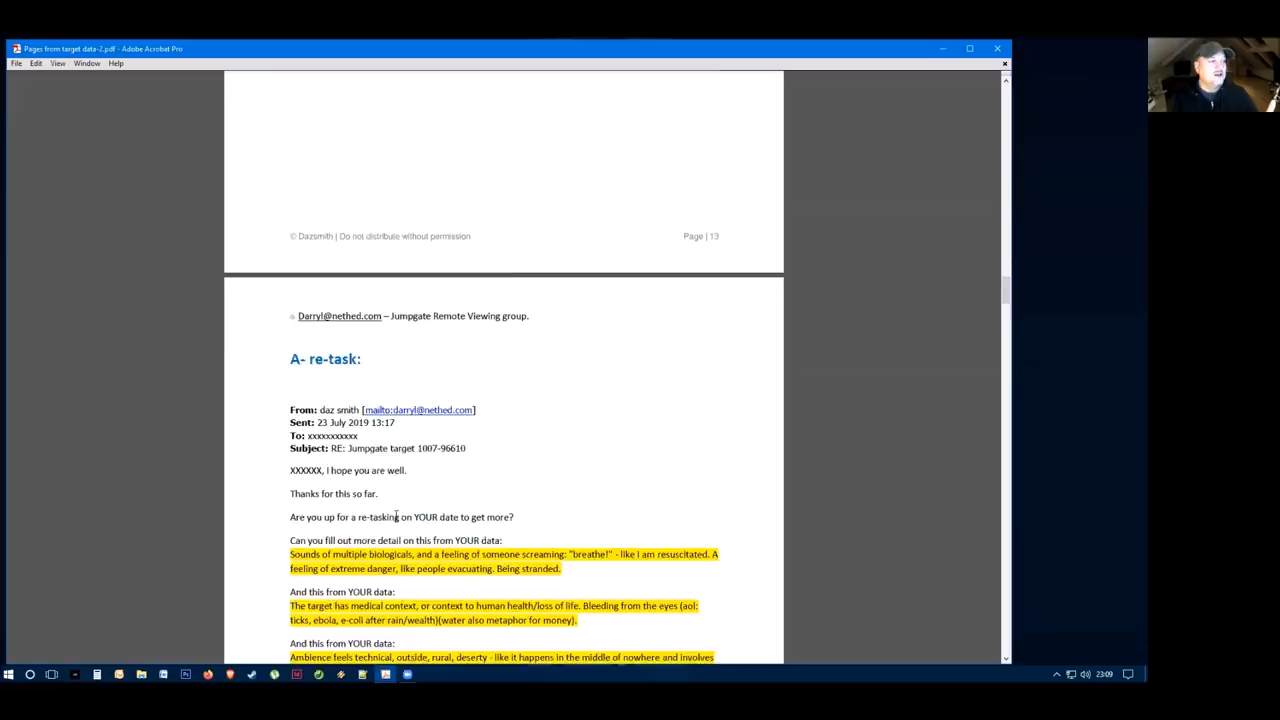 Pages from target data-2.pdf - Adobe Acrobat Pro
File Edit View Window Help
© Dazsmith | Do not distribute without permission Page | 13
Darryl@nethed.com – Jumpgate Remote Viewing group.
A- re-task:
From: daz smith [mailto:darryl@nethed.com]
Sent: 23 July 2019 13:17
To: xxxxxxxxxxx
Subject: RE: Jumpgate target 1007-96610
XXXXXX, I hope you are well.
Thanks for this so far.
Are you up for a re-tasking on YOUR date to get more?
Can you fill out more detail on this from YOUR data:
Sounds of multiple biologicals, and a feeling of someone screaming: "breathe!" - like I am resuscitated. A
feeling of extreme danger, like people evacuating. Being stranded.
And this from YOUR data:
The target has medical context, or context to human health/loss of life. Bleeding from the eyes (aol:
ticks, ebola, e-coli after rain/wealth)(water also metaphor for money).
And this from YOUR data:
Ambience feels technical, outside, rural, deserty - like it happens in the middle of nowhere and involves
23:09